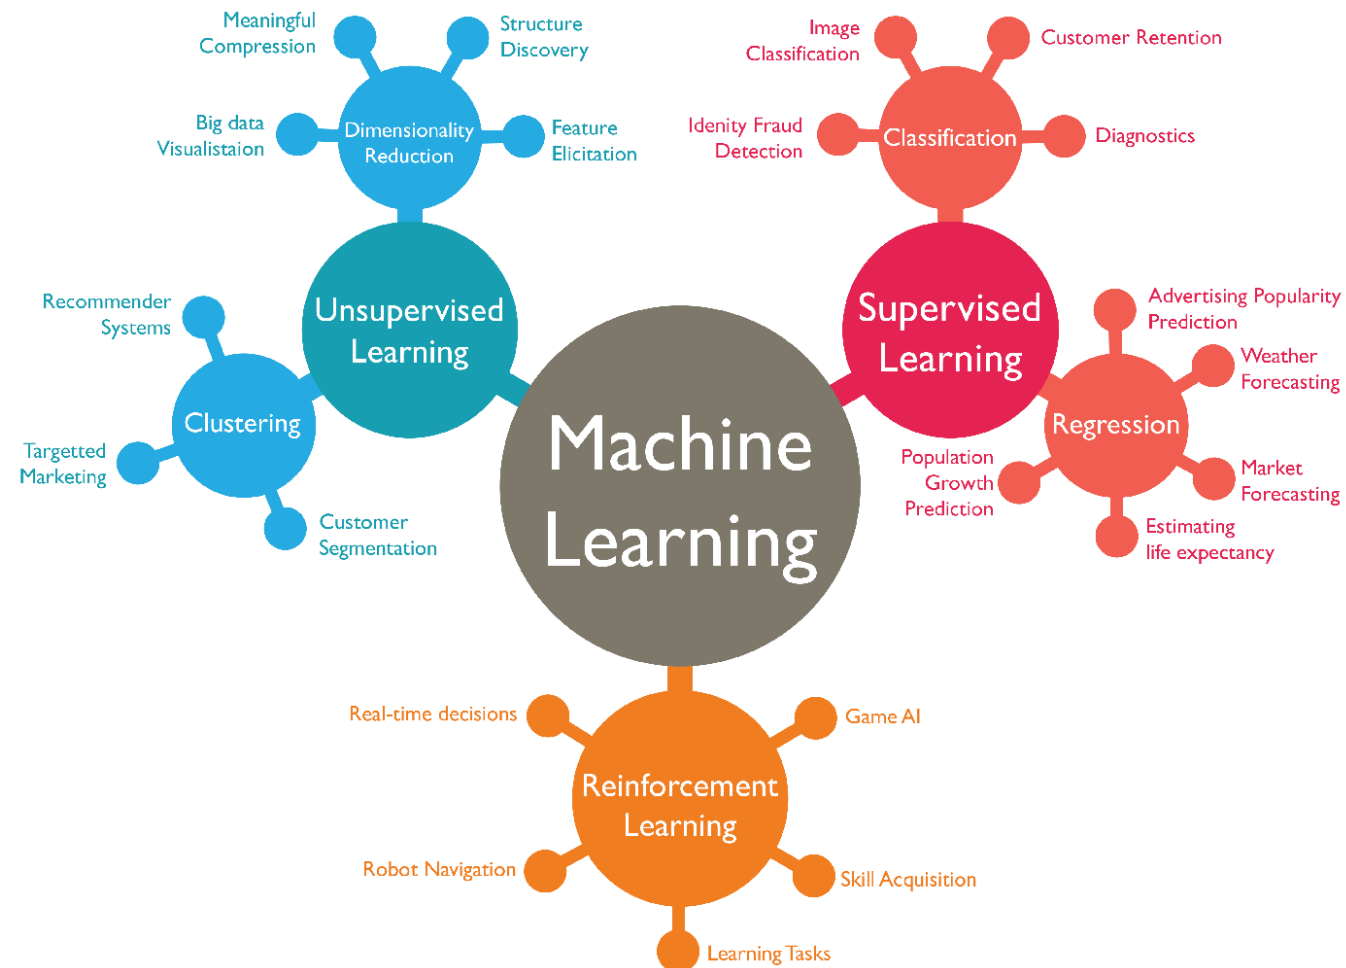 Meaningful
Compression
Structure
Discovery
Big data
Visualistaion
Dimensionality
Reduction
Feature
Elicitation
Image
Classification
Customer Retention
Idenity Fraud
Detection
Classification
Diagnostics
Recommender
Systems
Unsupervised
Learning
Clustering
Targetted
Marketing
Customer
Segmentation
Supervised
Learning
Advertising Popularity
Prediction
Weather
Forecasting
Regression
Population
Growth
Prediction
Market
Forecasting
Estimating
life expectancy
Machine
Learning
Real-time decisions
Game AI
Reinforcement
Learning
Robot Navigation
Skill Acquisition
Learning Tasks